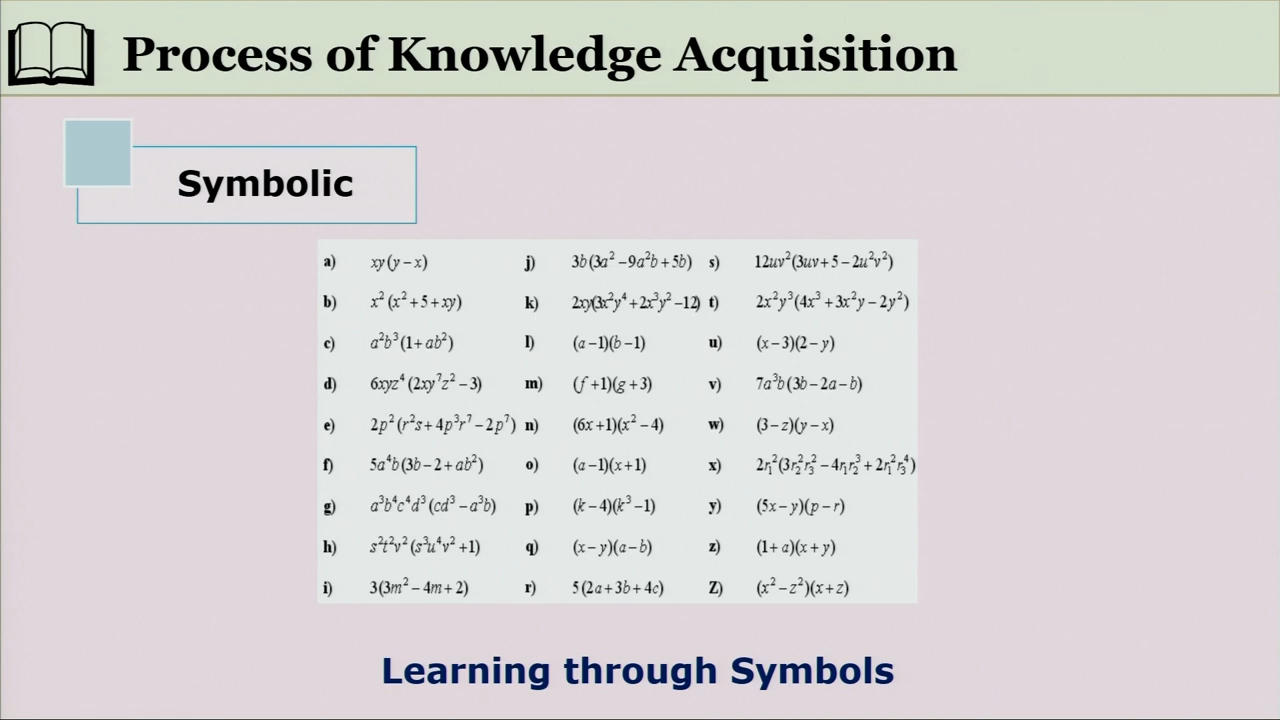 Process of Knowledge Acquisition
Symbolic
a) xy(y−x) j) 3b(3a²−9a²b+5b) s) 12uv²(3uv+5−2u²v²)
b) x²(x²+5+xy) k) 2xy(3x²y⁴+2x³y²−12) t) 2x²y³(4x³+3x²y−2y²)
c) a²b³(1+ab²) l) (a−1)(b−1) u) (x−3)(2−y)
d) 6xyz⁴(2xy⁷z²−3) m) (f+1)(g+3) v) 7a³b(3b−2a−b)
e) 2p²(r²s+4p³r⁷−2p⁷) n) (6x+1)(x²−4) w) (3−z)(y−x)
f) 5a⁴b(3b−2+ab²) o) (a−1)(x+1) x) 2r₁²(3r₂²r₃²−4r₁r₂³+2r₁²r₃⁴)
g) a³b⁴c⁴d³(cd³−a³b) p) (k−4)(k³−1) y) (5x−y)(p−r)
h) s²t²v²(s³u⁴v²+1) q) (x−y)(a−b) z) (1+a)(x+y)
i) 3(3m²−4m+2) r) 5(2a+3b+4c) Z) (x²−z²)(x+z)
Learning through Symbols